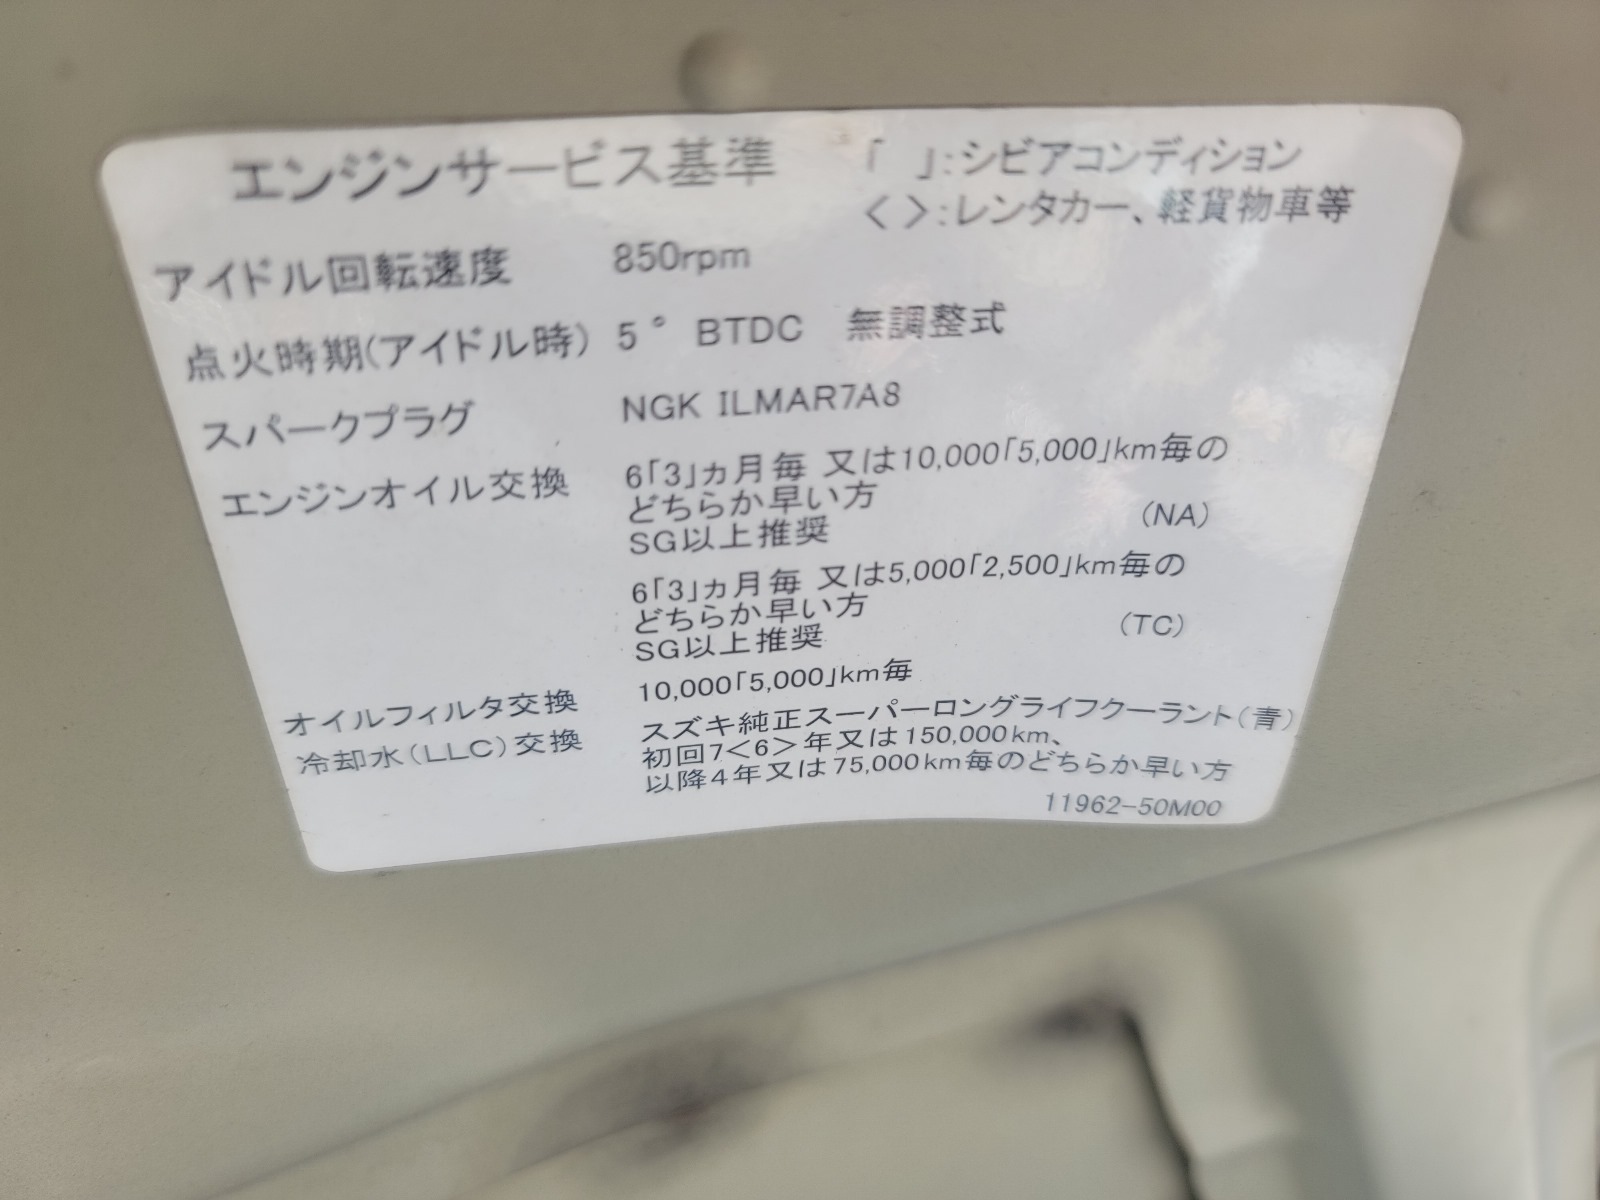 エンジンサービス基準
「　」:シビアコンディション
< >:レンタカー、軽貨物車等
アイドル回転速度 850rpm
点火時期(アイドル時) 5° BTDC 無調整式
スパークプラグ NGK ILMAR7A8
エンジンオイル交換 6「3」ヵ月毎 又は10,000「5,000」km毎の
どちらか早い方
SG以上推奨 (NA)
6「3」ヵ月毎 又は5,000「2,500」km毎の
どちらか早い方
SG以上推奨 (TC)
オイルフィルタ交換 10,000「5,000」km毎
冷却水(LLC)交換 スズキ純正スーパーロングライフクーラント(青)
初回7<6>年又は150,000km、
以降4年又は75,000km毎のどちらか早い方
11962-50M00